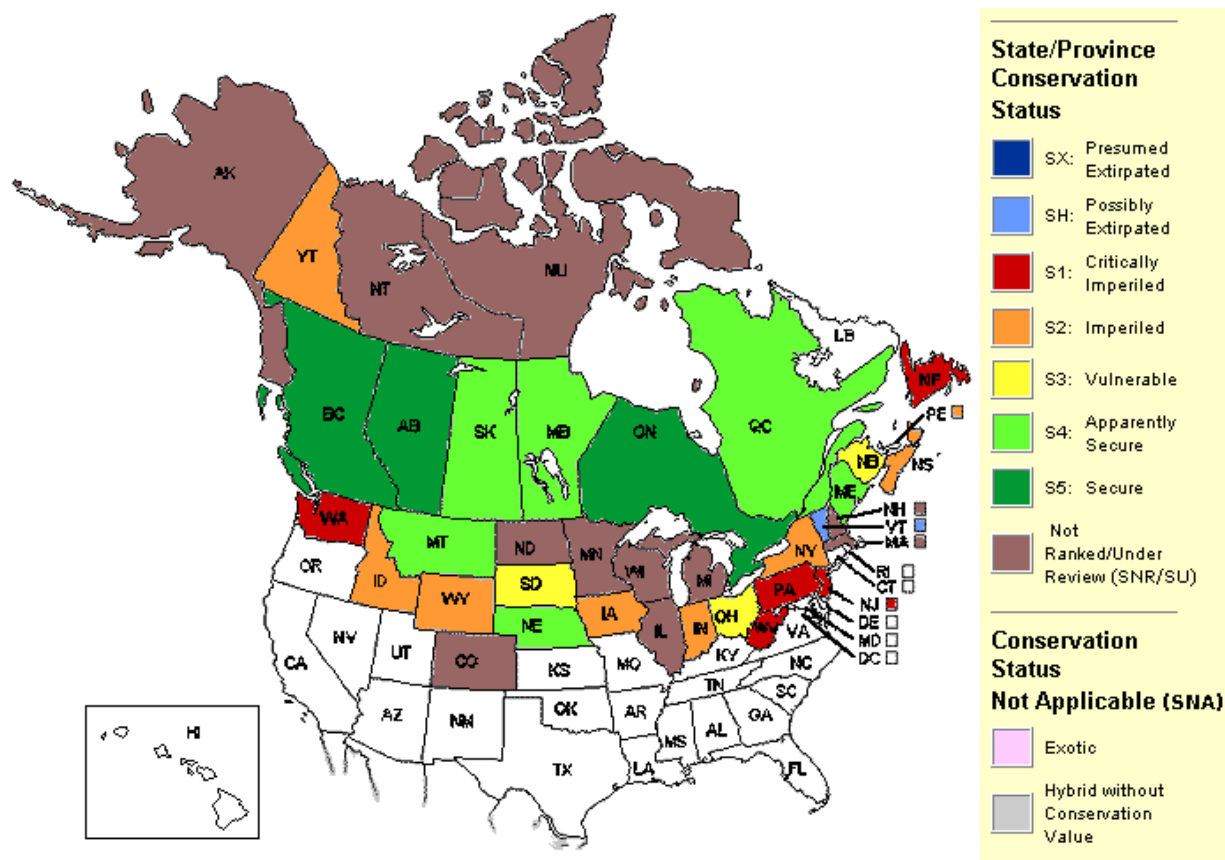 AK
YT
NT
NU
BC
AB
SK
MB
ON
QC
LB
NF
PE
NB
NS
ME
NH
VT
MA
RI
CT
NJ
DE
MD
DC
WA
OR
ID
MT
ND
MN
WI
MI
NY
PA
WY
SD
IA
NE
IL
IN
OH
WV
VA
KY
CA
NV
UT
CO
KS
MO
TN
NC
SC
AZ
NM
OK
AR
MS
AL
GA
TX
LA
FL
HI
State/Province
Conservation
Status
SX: Presumed
Extirpated
SH: Possibly
Extirpated
S1: Critically
Imperiled
S2: Imperiled
S3: Vulnerable
S4: Apparently
Secure
S5: Secure
Not
Ranked/Under
Review (SNR/SU)
Conservation
Status
Not Applicable (SNA)
Exotic
Hybrid without
Conservation
Value